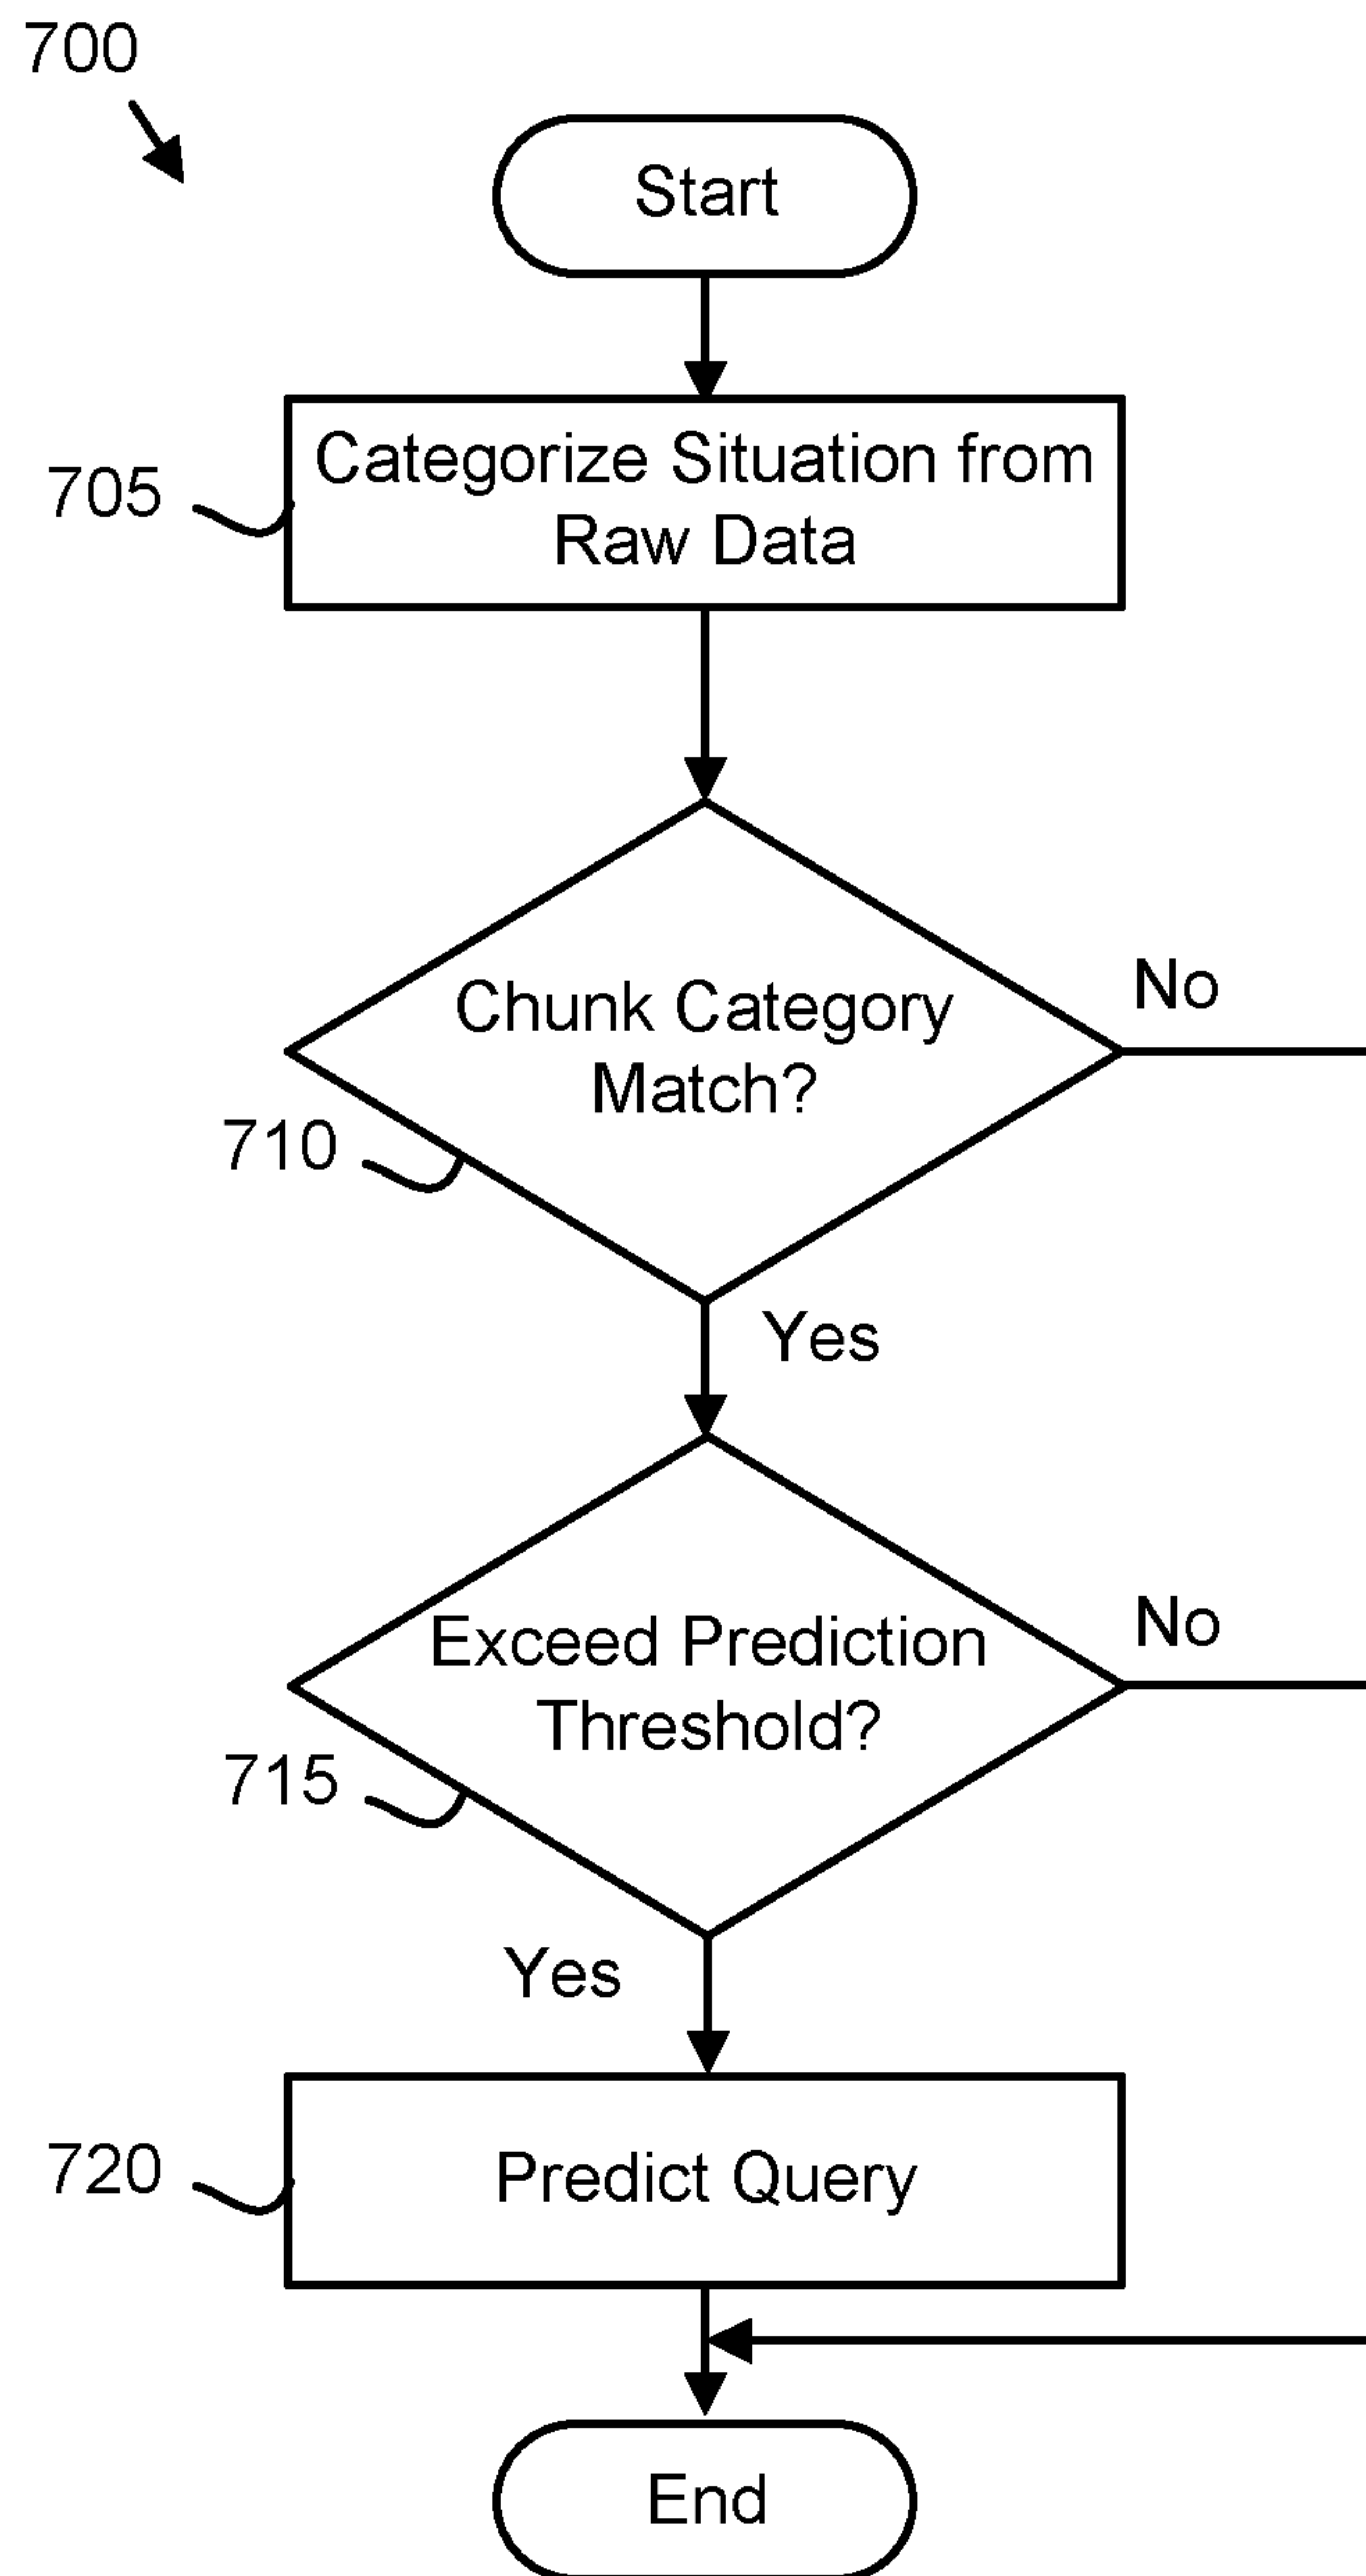 700
Start
705
Categorize Situation from
Raw Data
Chunk Category
Match?
No
710
Yes
Exceed Prediction
Threshold?
No
715
Yes
720
Predict Query
End